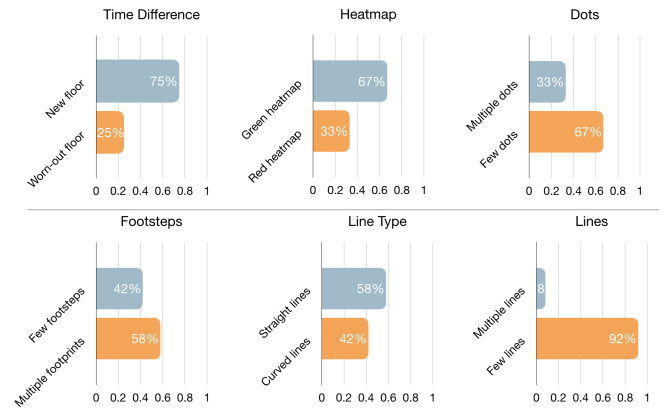 Time Difference
New floor
75%
Worn-out floor
25%
0 0.2 0.4 0.6 0.8 1
Heatmap
Green heatmap
67%
Red heatmap
33%
0 0.2 0.4 0.6 0.8 1
Dots
Multiple dots
33%
Few dots
67%
0 0.2 0.4 0.6 0.8 1
Footsteps
Few footsteps
42%
Multiple footprints
58%
0 0.2 0.4 0.6 0.8 1
Line Type
Straight lines
58%
Curved lines
42%
0 0.2 0.4 0.6 0.8 1
Lines
Multiple lines
8
Few lines
92%
0 0.2 0.4 0.6 0.8 1